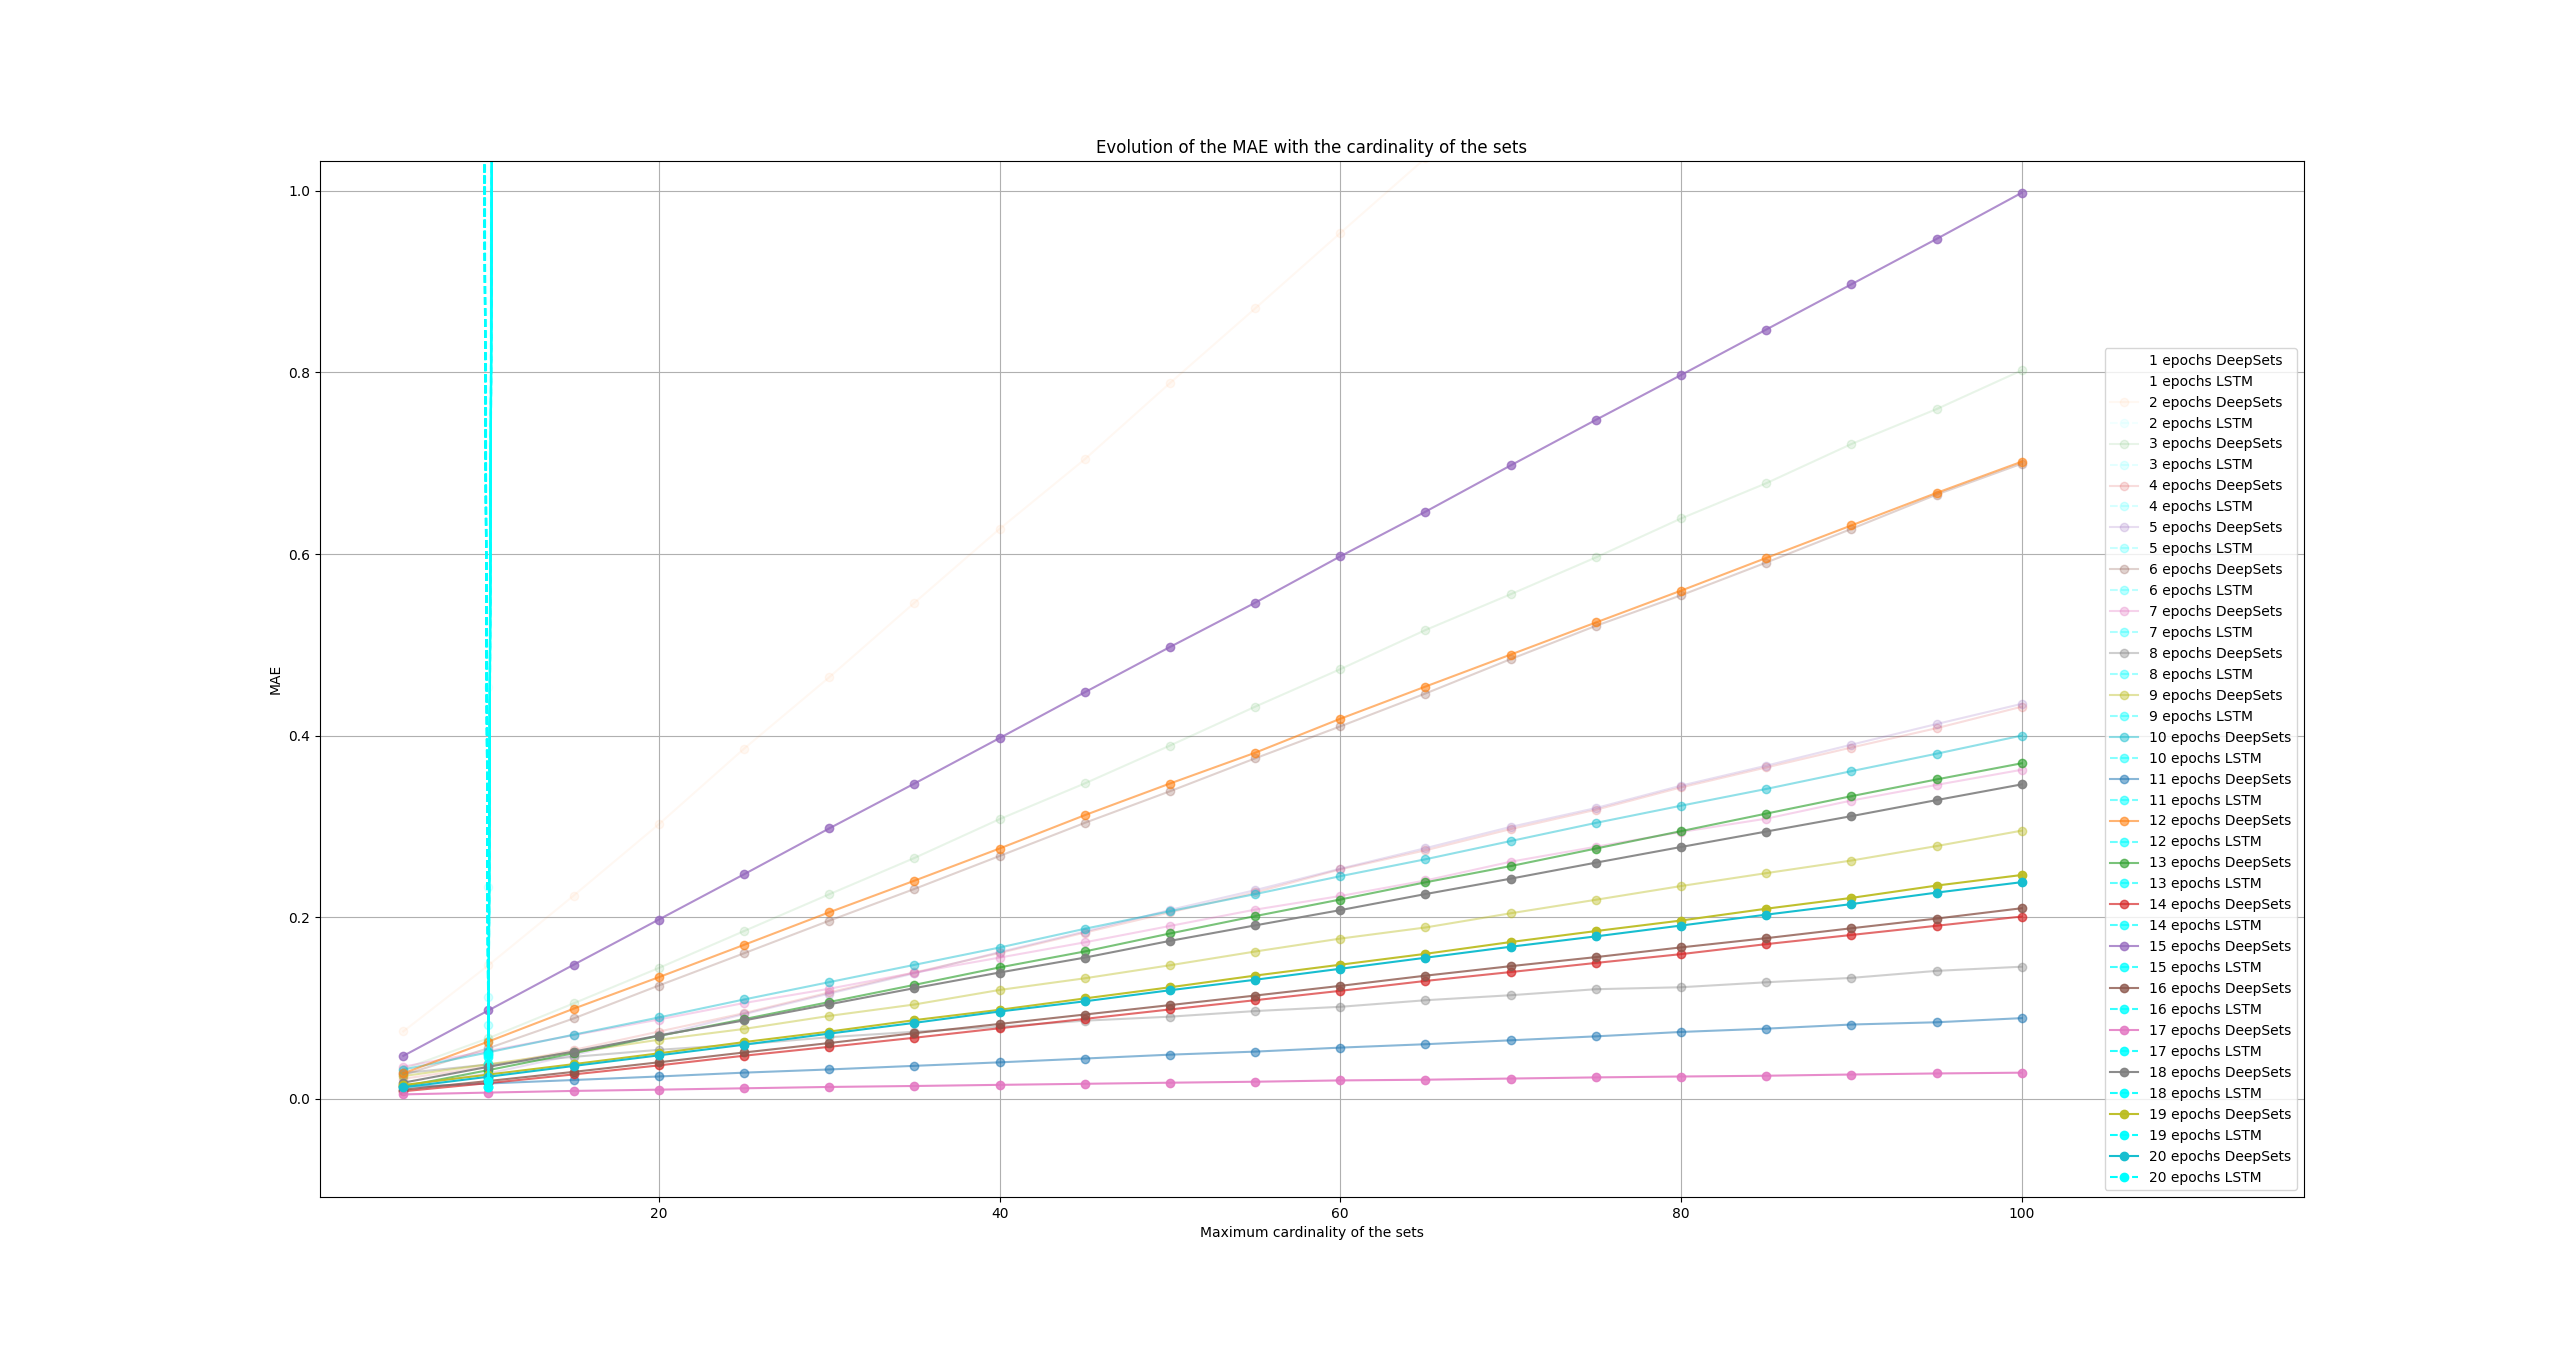 Evolution of the MAE with the cardinality of the sets
1.0
0.8
0.6
0.4
0.2
0.0
MAE
20
40
60
80
100
Maximum cardinality of the sets
1 epochs DeepSets
1 epochs LSTM
2 epochs DeepSets
2 epochs LSTM
3 epochs DeepSets
3 epochs LSTM
4 epochs DeepSets
4 epochs LSTM
5 epochs DeepSets
5 epochs LSTM
6 epochs DeepSets
6 epochs LSTM
7 epochs DeepSets
7 epochs LSTM
8 epochs DeepSets
8 epochs LSTM
9 epochs DeepSets
9 epochs LSTM
10 epochs DeepSets
10 epochs LSTM
11 epochs DeepSets
11 epochs LSTM
12 epochs DeepSets
12 epochs LSTM
13 epochs DeepSets
13 epochs LSTM
14 epochs DeepSets
14 epochs LSTM
15 epochs DeepSets
15 epochs LSTM
16 epochs DeepSets
16 epochs LSTM
17 epochs DeepSets
17 epochs LSTM
18 epochs DeepSets
18 epochs LSTM
19 epochs DeepSets
19 epochs LSTM
20 epochs DeepSets
20 epochs LSTM